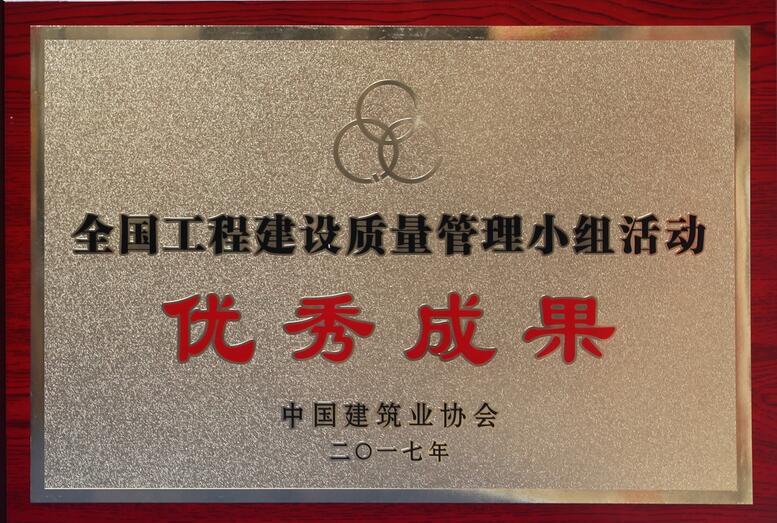 全国工程建设质量管理小组活动
优秀成果
中国建筑业协会
二〇一七年